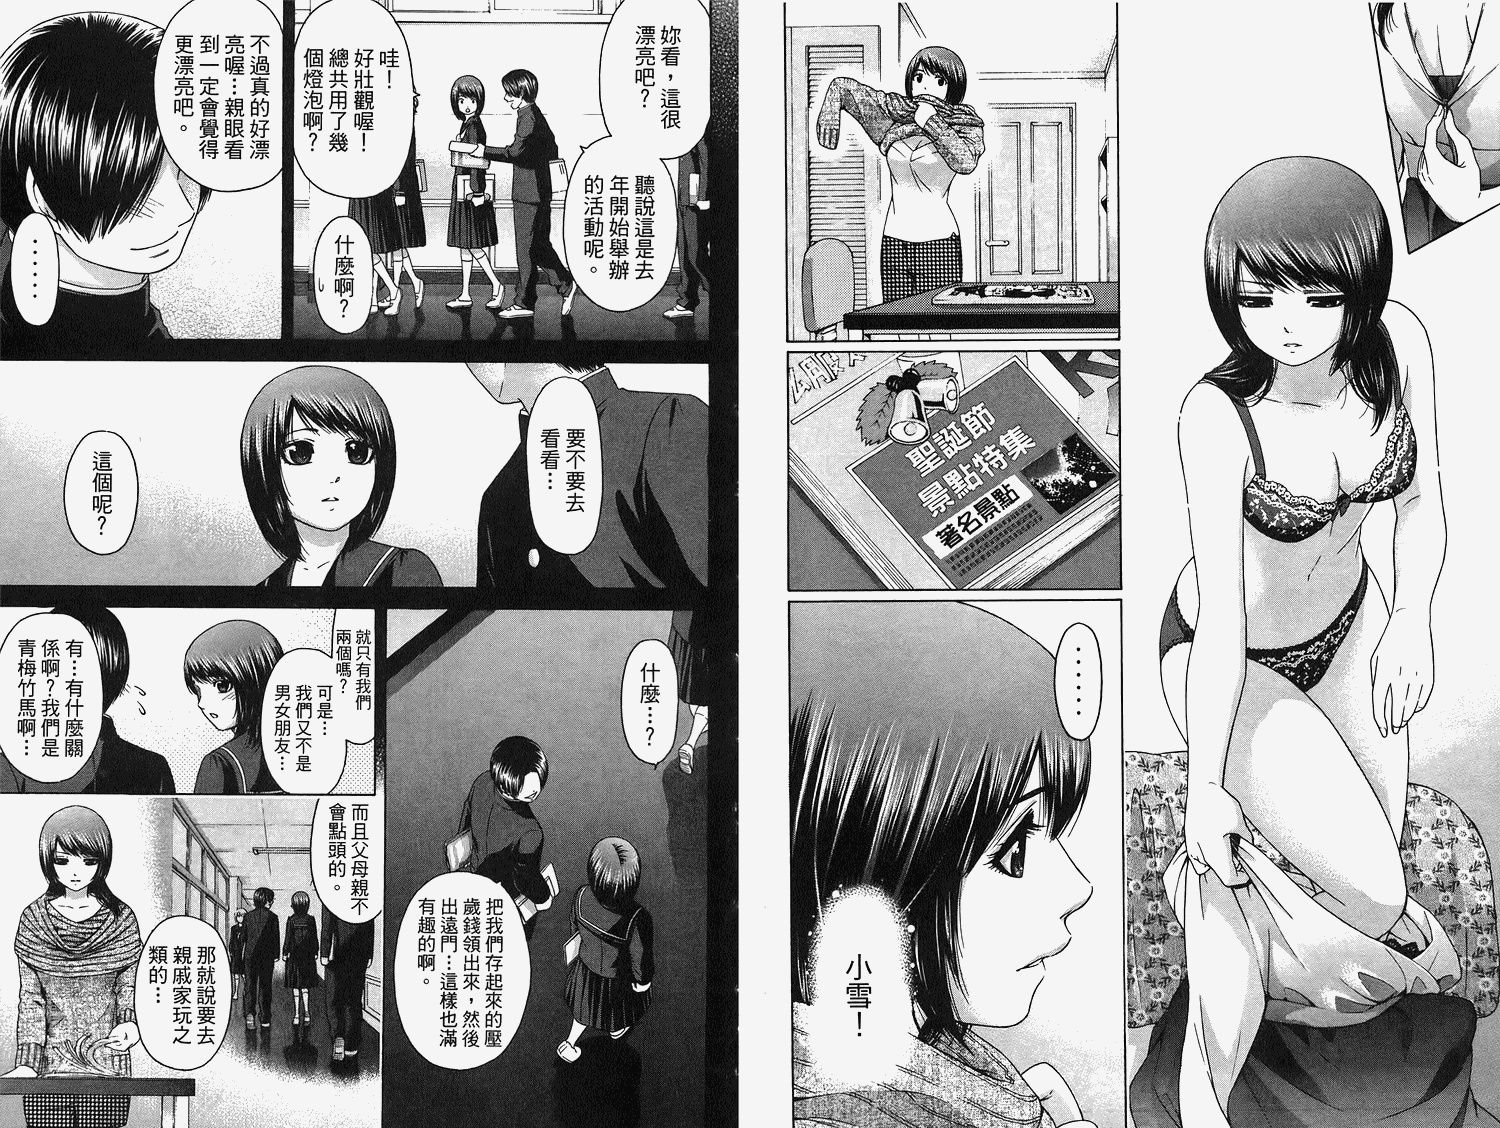 聖誕節
景點特集
著名景點
……
小雪！
妳看，這很
漂亮吧？
聽說這是去
年開始舉辦
的活動呢。
哇！
好壯觀喔！
總共用了幾
個燈泡啊？
什麼啊？
不過真的好漂
亮喔…親眼看
到一定會覺得
更漂亮吧。
……
要不要去
看看…
這個呢？
什麼…？
把我們存起來的壓
歲錢領出來，然後
出遠門…這樣也滿
有趣的啊。
就只有我們
兩個嗎？
可是…
我們又不是
男女朋友…
有…有什麼關
係啊？我們是
青梅竹馬啊…
而且父母親不
會點頭的。
那就說要去
親戚家玩之
類的…